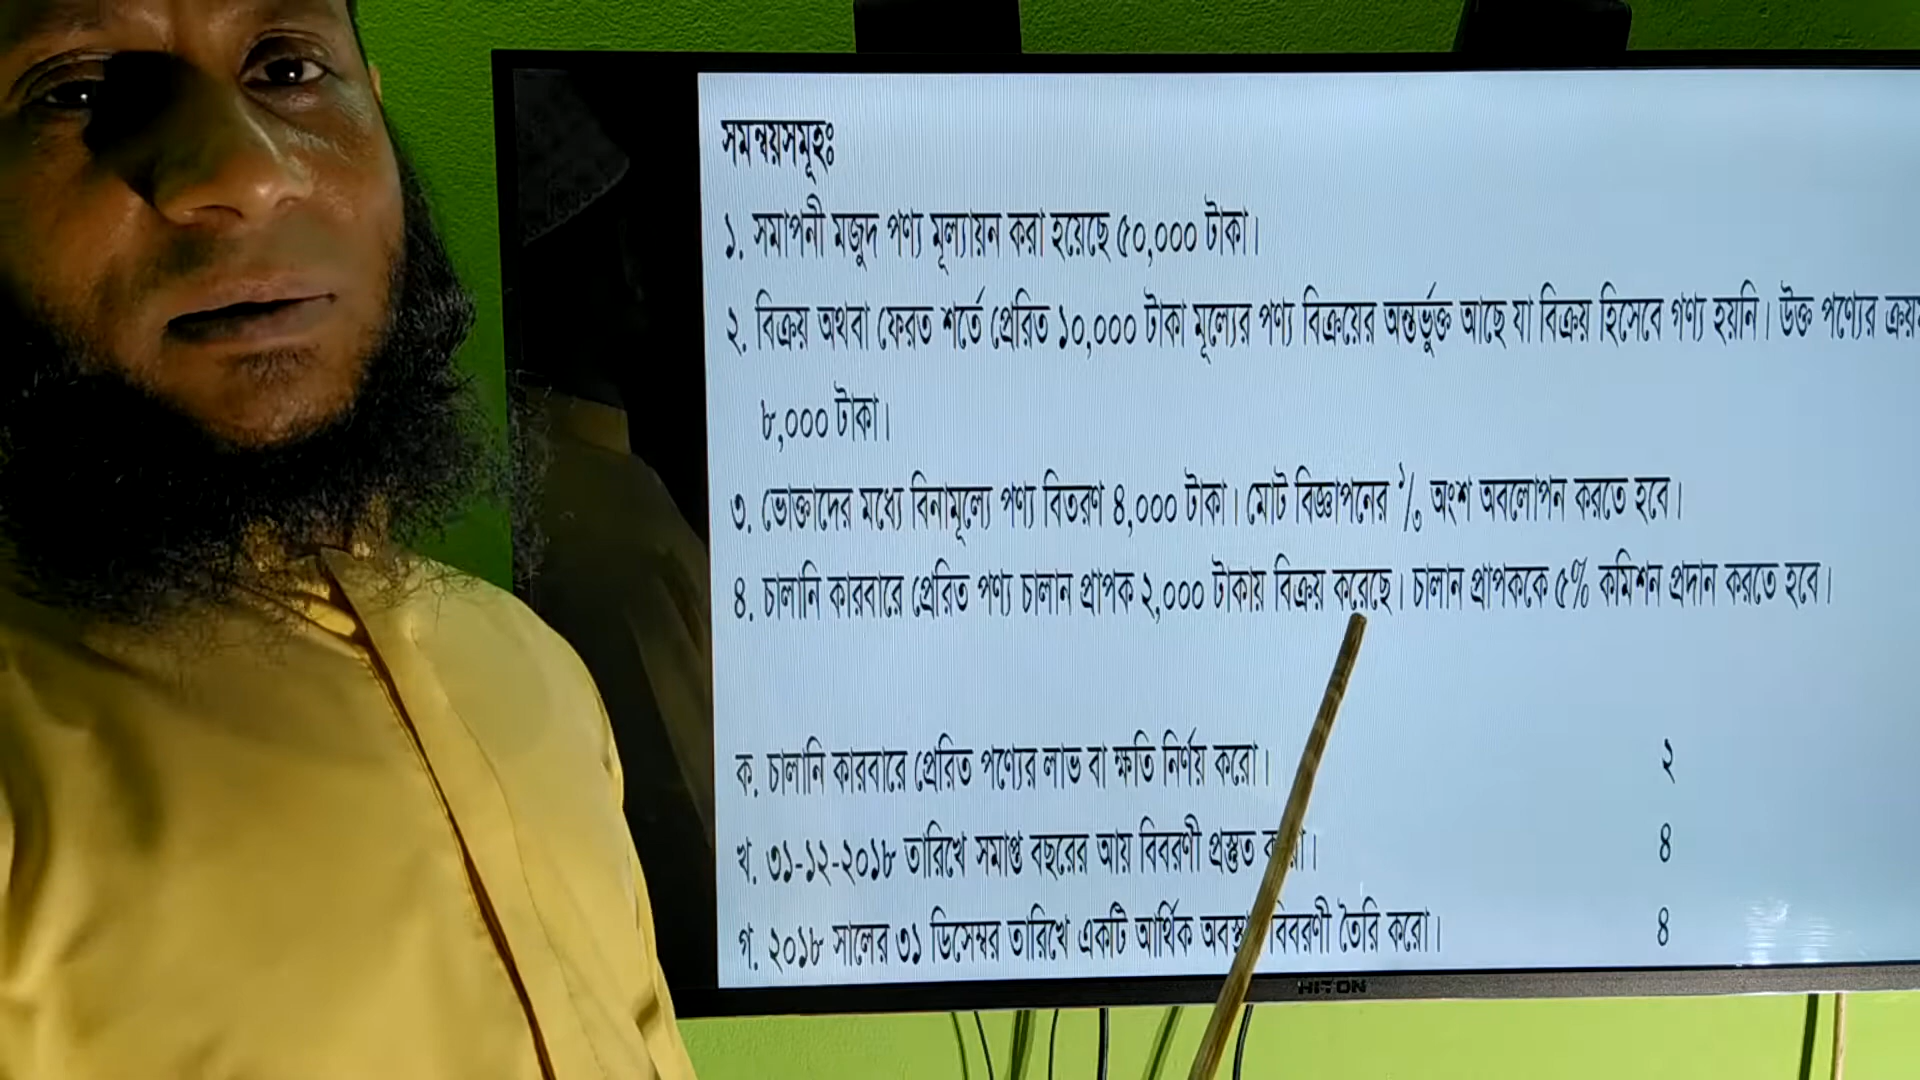 সমন্বয়সমূহঃ
১. সমাপনী মজুদ পণ্য মূল্যায়ন করা হয়েছে ৫০,০০০ টাকা।
২. বিক্রয় অথবা ফেরত শর্তে প্রেরিত ১০,০০০ টাকা মূল্যের পণ্য বিক্রয়ের অন্তর্ভুক্ত আছে যা বিক্রয় হিসেবে গণ্য হয়নি। উক্ত পণ্যের
৮,০০০ টাকা।
৩. ভোক্তাদের মধ্যে বিনামূল্যে পণ্য বিতরণ ৪,০০০ টাকা। মোট বিজ্ঞাপনের ১/৩ অংশ অবলোপন করতে হবে।
৪. চালানি কারবারে প্রেরিত পণ্য চালান প্রাপক ২,০০০ টাকায় বিক্রয় করেছে। চালান প্রাপককে ৫% কমিশন প্রদান করতে হবে।
ক. চালানি কারবারে প্রেরিত পণ্যের লাভ বা ক্ষতি নির্ণয় করো। ২
খ. ৩১-১২-২০১৮ তারিখে সমাপ্ত বছরের আয় বিবরণী প্রস্তুত ৪
গ. ২০১৮ সালের ৩১ ডিসেম্বর তারিখে একটি আর্থিক বিবরণী তৈরি করো। ৪
HITON